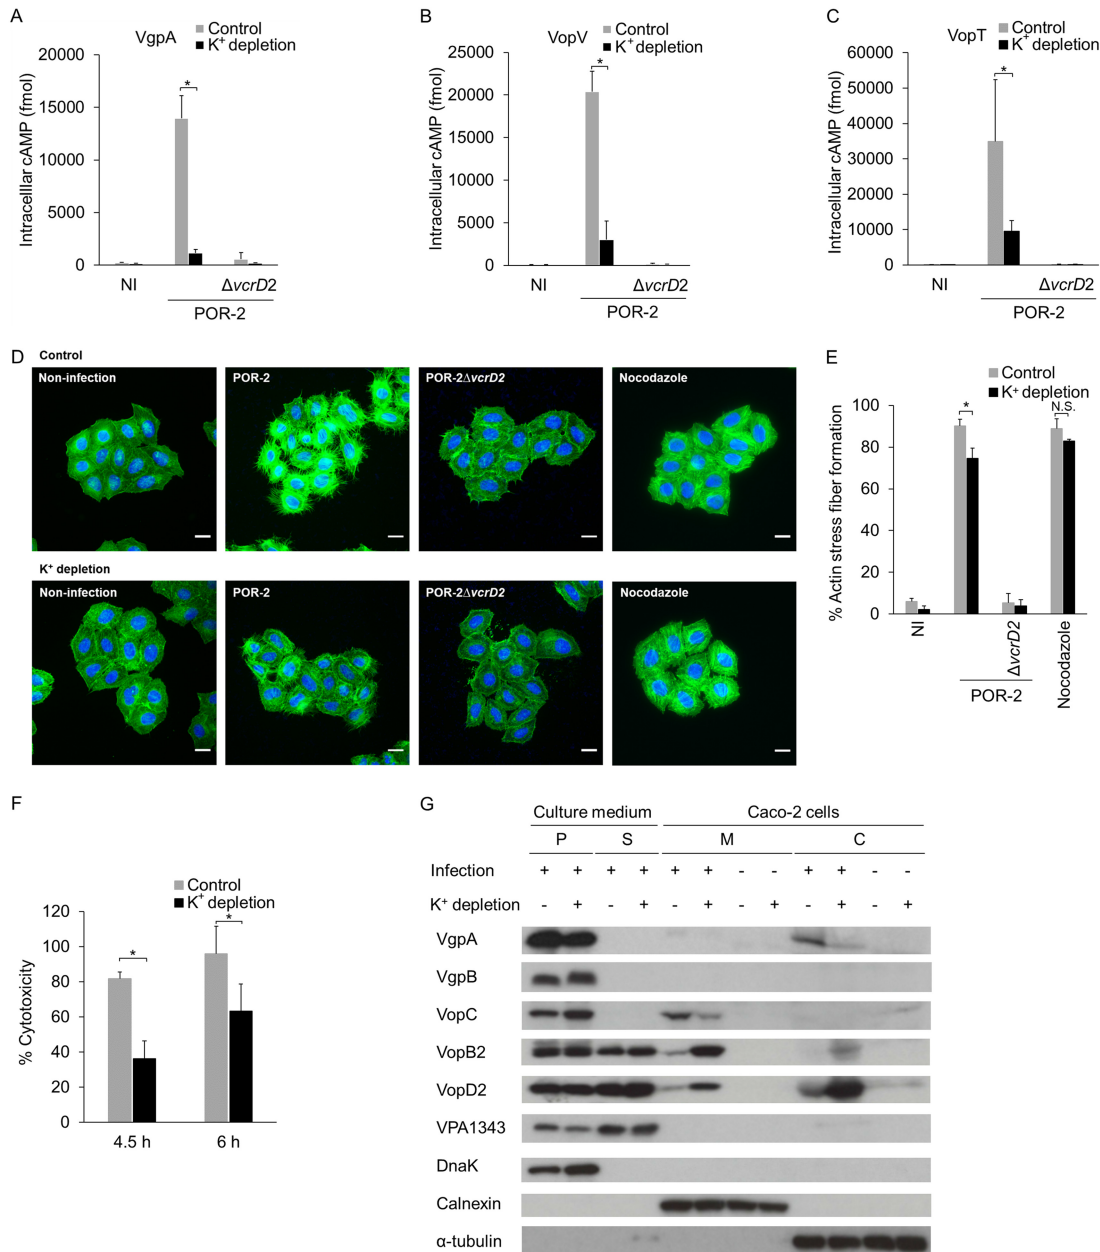 A
VgpA
Control
K+ depletion
Intracelllar cAMP (fmol)
20000
15000
10000
5000
0
*
NI
ΔvcrD2
POR-2
B
VopV
Control
K+ depletion
Intracellular cAMP (fmol)
25000
20000
15000
10000
5000
0
*
NI
ΔvcrD2
POR-2
C
VopT
Control
K+ depletion
Intracellular cAMP (fmol)
60000
50000
40000
30000
20000
10000
0
*
NI
ΔvcrD2
POR-2
D
Control
Non-infection
POR-2
POR-2ΔvcrD2
Nocodazole
K+ depletion
Non-infection
POR-2
POR-2ΔvcrD2
Nocodazole
E
Control
K+ depletion
% Actin stress fiber formation
100
80
60
40
20
0
*
N.S.
NI
ΔvcrD2
POR-2
Nocodazole
F
Control
K+ depletion
% Cytotoxicity
120
100
80
60
40
20
0
*
*
4.5 h
6 h
G
Culture medium Caco-2 cells
P S M C
Infection + + + + + + - - + + - -
K+ depletion - + - + - + - + - + - +
VgpA
VgpB
VopC
VopB2
VopD2
VPA1343
DnaK
Calnexin
α-tubulin